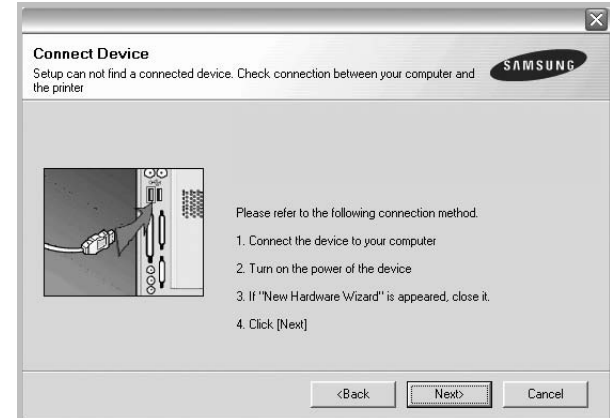 Connect Device
Setup can not find a connected device. Check connection between your computer and
the printer
SAMSUNG
Please refer to the following connection method.
1. Connect the device to your computer
2. Turn on the power of the device
3. If "New Hardware Wizard" is appeared, close it.
4. Click [Next]
<Back
Next>
Cancel